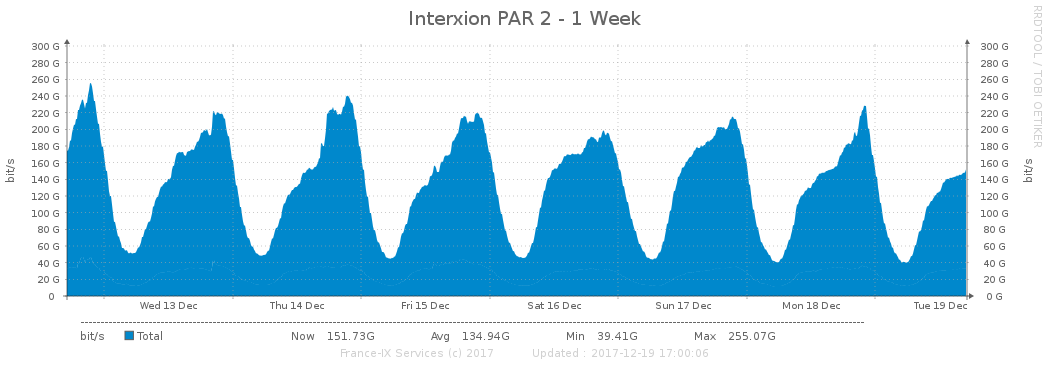 Interxion PAR 2 - 1 Week
RRDTOOL / TOBI OETIKER
bit/s
300 G
280 G
260 G
240 G
220 G
200 G
180 G
160 G
140 G
120 G
100 G
80 G
60 G
40 G
20 G
0
300 G
280 G
260 G
240 G
220 G
200 G
180 G
160 G
140 G
120 G
100 G
80 G
60 G
40 G
20 G
0 G
bit/s
Wed 13 Dec Thu 14 Dec Fri 15 Dec Sat 16 Dec Sun 17 Dec Mon 18 Dec Tue 19 Dec
bit/s Total Now 151.73G Avg 134.94G Min 39.41G Max 255.07G
France-IX Services (c) 2017 Updated : 2017-12-19 17:00:06